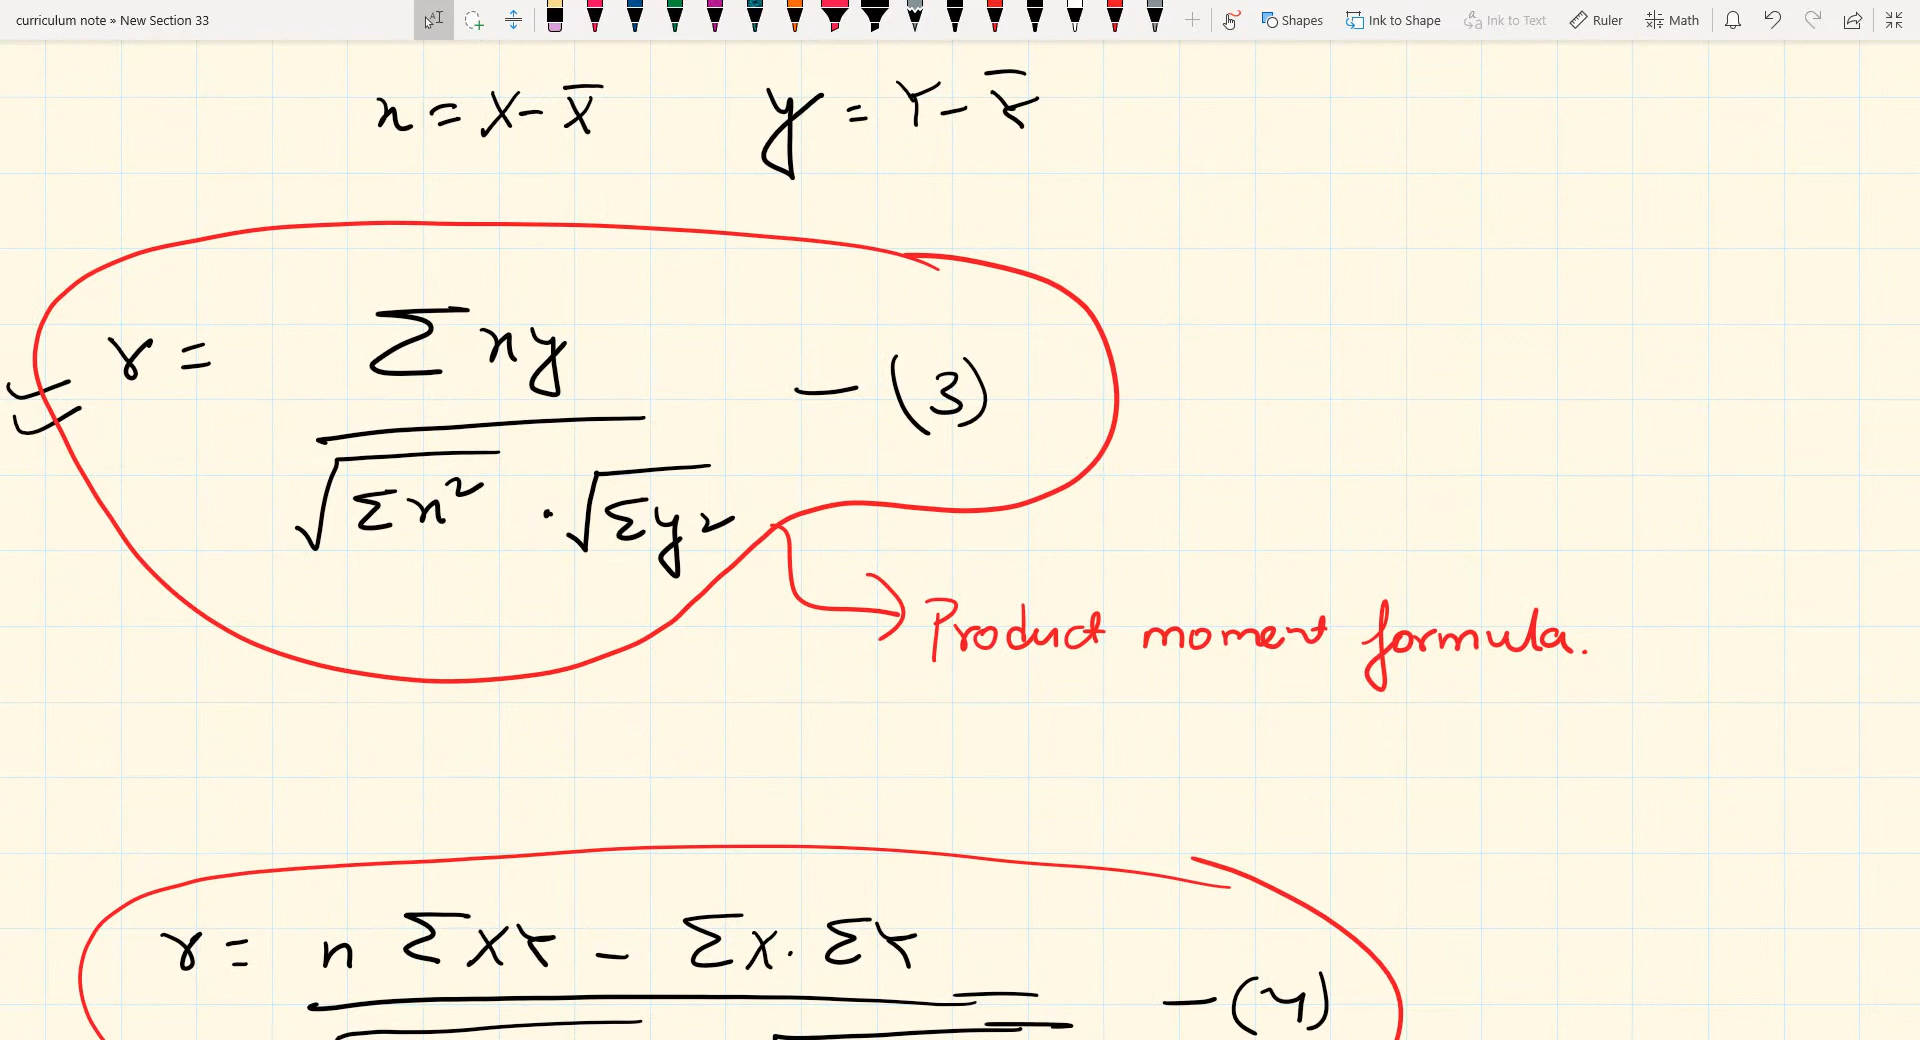 curriculum note » New Section 33
Shapes Ink to Shape Ink to Text Ruler Math
x = X - X̅ y = Y - Y̅
r = Σxy
√Σx² · √Σy² - (3)
Product moment formula.
r = n ΣXY - ΣX · ΣY
- (4)